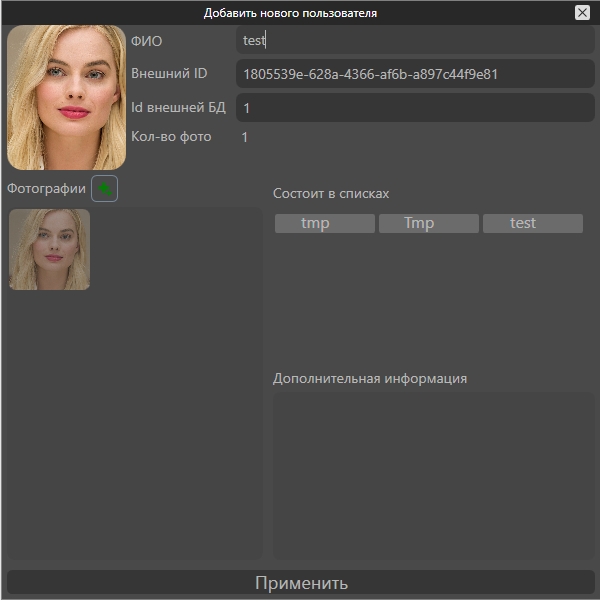 Добавить нового пользователя
ФИО
test
Внешний ID
1805539e-628a-4366-af6b-a897c44f9e81
Id внешней БД
1
Кол-во фото
1
Фотографии
Состоит в списках
tmp Tmp test
Дополнительная информация
Применить